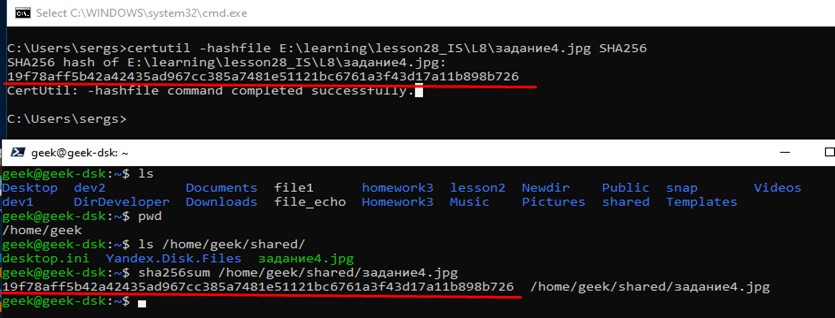 Select C:\WINDOWS\system32\cmd.exe
C:\Users\sergs>certutil -hashfile E:\learning\lesson28_IS\L8\задание4.jpg SHA256
SHA256 hash of E:\learning\lesson28_IS\L8\задание4.jpg:
19f78aff5b42a42435ad967cc385a7481e51121bc6761a3f43d17a11b898b726
CertUtil: -hashfile command completed successfully.
C:\Users\sergs>
geek@geek-dsk: ~
geek@geek-dsk:~$ ls
Desktop dev2 Documents file1 homework3 lesson2 Newdir Public snap Videos
dev1 DirDeveloper Downloads file_echo Homework3 Music Pictures shared Templates
geek@geek-dsk:~$ pwd
/home/geek
geek@geek-dsk:~$ ls /home/geek/shared/
desktop.ini Yandex.Disk.Files задание4.jpg
geek@geek-dsk:~$ sha256sum /home/geek/shared/задание4.jpg
19f78aff5b42a42435ad967cc385a7481e51121bc6761a3f43d17a11b898b726 /home/geek/shared/задание4.jpg
geek@geek-dsk:~$